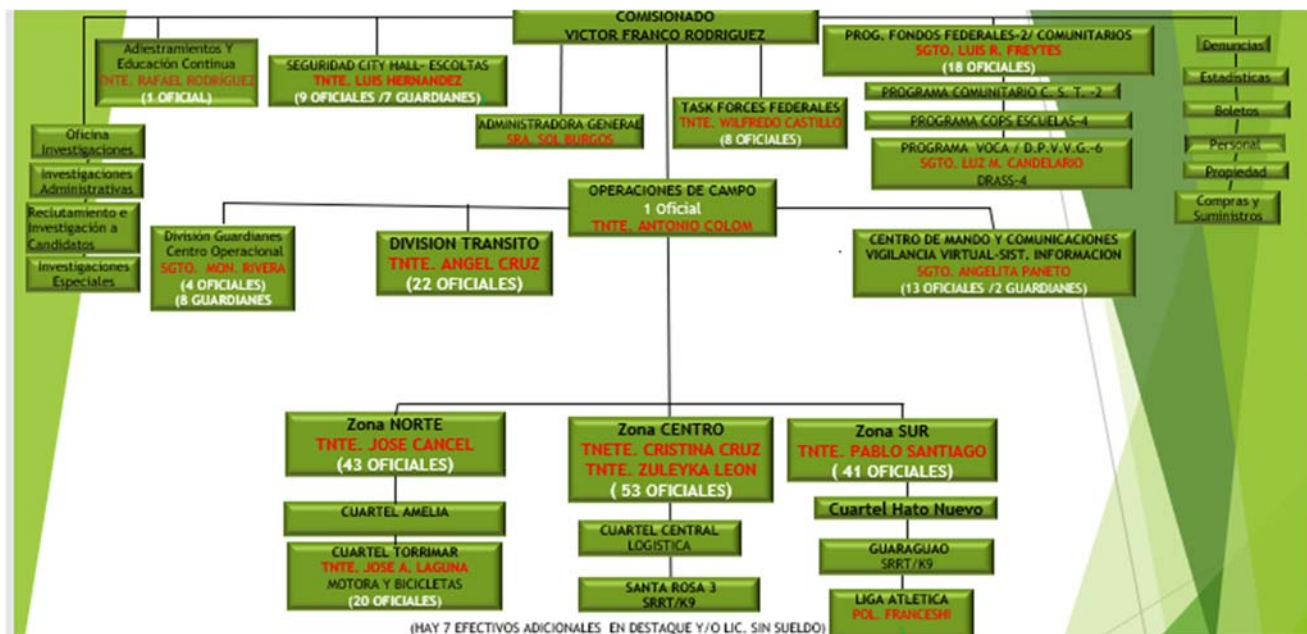 COMISIONADO
VICTOR FRANCO RODRIGUEZ
Adiestramientos Y
Educación Continua
TNTE. RAFAEL RODRÍGUEZ
(1 OFICIAL)
SEGURIDAD CITY HALL- ESCOLTAS
TNTE. LUIS HERNANDEZ
(9 OFICIALES /7 GUARDIANES)
ADMINISTRADORA GENERAL
SRA. SOL BURGOS
TASK FORCES FEDERALES
TNTE. WILFREDO CASTILLO
(8 OFICIALES)
PROG. FONDOS FEDERALES-2/ COMUNITARIOS
SGTO. LUIS R. FREYTES
(18 OFICIALES)
PROGRAMA COMUNITARIO C. S. T. -2
PROGRAMA COPS ESCUELAS-4
PROGRAMA VOCA / D.P.V.V.G.-6
SGTO. LUZ M. CANDELARIO
DRASS-4
Denuncias
Estadísticas
Boletos
Personal
Propiedad
Compras y
Suministros
Oficina
Investigaciones
Investigaciones
Administrativas
Reclutamiento e
Investigación a
Candidatos
Investigaciones
Especiales
OPERACIONES DE CAMPO
1 Oficial
TNTE. ANTONIO COLOM
División Guardianes
Centro Operacional
SGTO. MON. RIVERA
(4 OFICIALES)
(8 GUARDIANES
DIVISION TRANSITO
TNTE. ANGEL CRUZ
(22 OFICIALES)
CENTRO DE MANDO Y COMUNICACIONES
VIGILANCIA VIRTUAL-SIST. INFORMACION
SGTO. ANGELITA PANETO
(13 OFICIALES /2 GUARDIANES)
Zona NORTE
TNTE. JOSE CANCEL
(43 OFICIALES)
CUARTEL AMELIA
CUARTEL TORRIMAR
TNTE. JOSE A. LAGUNA
MOTORA Y BICICLETAS
(20 OFICIALES)
Zona CENTRO
TNETE. CRISTINA CRUZ
TNTE. ZULEYKA LEON
( 53 OFICIALES)
CUARTEL CENTRAL
LOGISTICA
SANTA ROSA 3
SRRT/K9
Zona SUR
TNTE. PABLO SANTIAGO
( 41 OFICIALES)
Cuartel Hato Nuevo
GUARAGUAO
SRRT/K9
LIGA ATLETICA
POL. FRANCESHI
(HAY 7 EFECTIVOS ADICIONALES EN DESTAQUE Y/O LIC. SIN SUELDO)